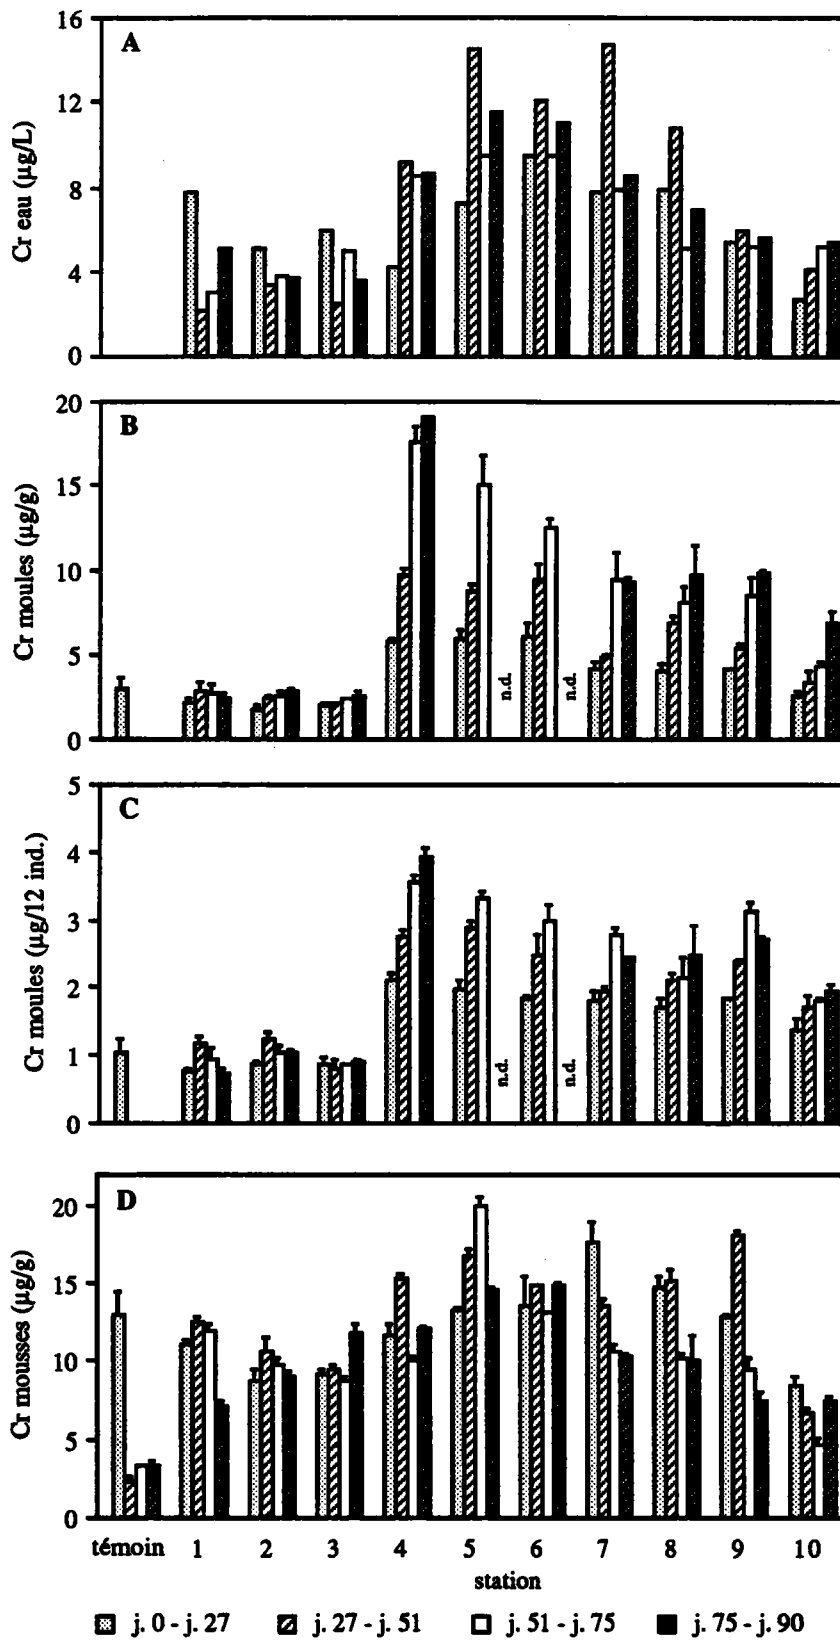 A
Cr eau (µg/L)
16
12
8
4
0
B
Cr moules (µg/g)
20
15
10
5
0
n.d.
n.d.
C
Cr moules (µg/12 ind.)
5
4
3
2
1
0
n.d.
n.d.
D
Cr mousses (µg/g)
20
15
10
5
0
témoin 1 2 3 4 5 6 7 8 9 10
station
j. 0 - j. 27 j. 27 - j. 51 j. 51 - j. 75 j. 75 - j. 90